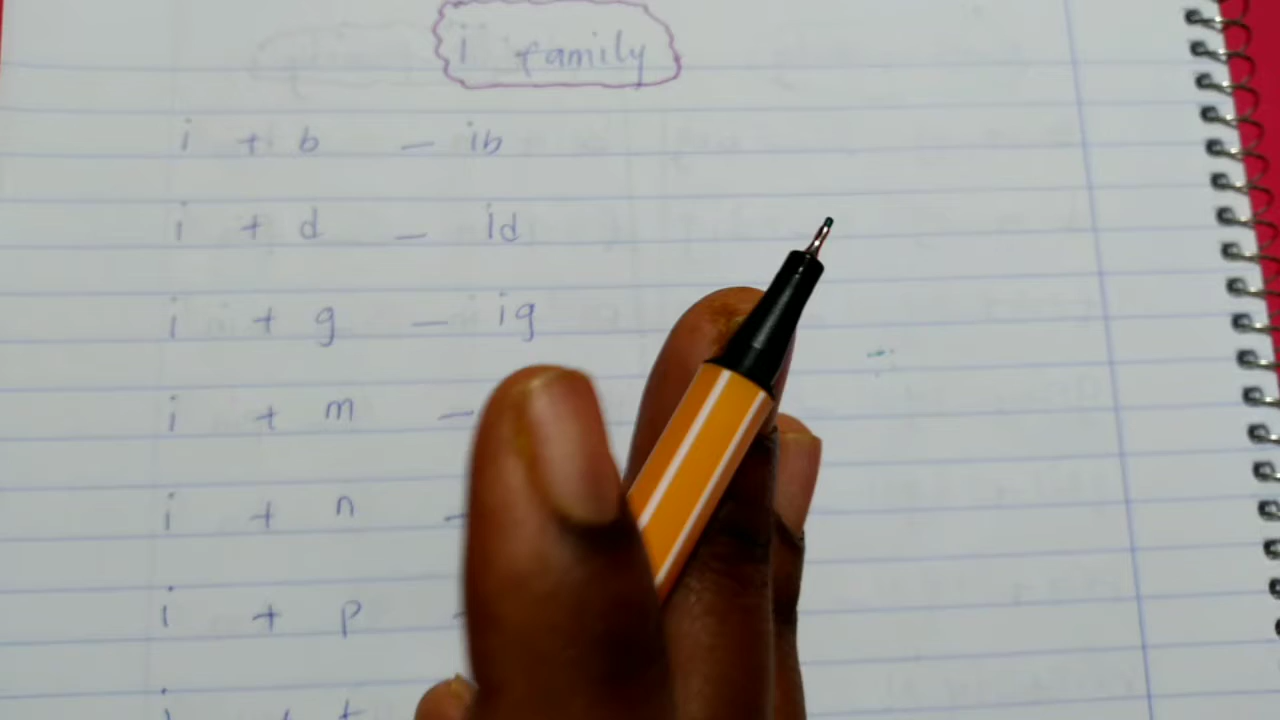 i family
i + b - ib
i + d - id
i + g - ig
i + m -
i + n -
i + p -
i + t